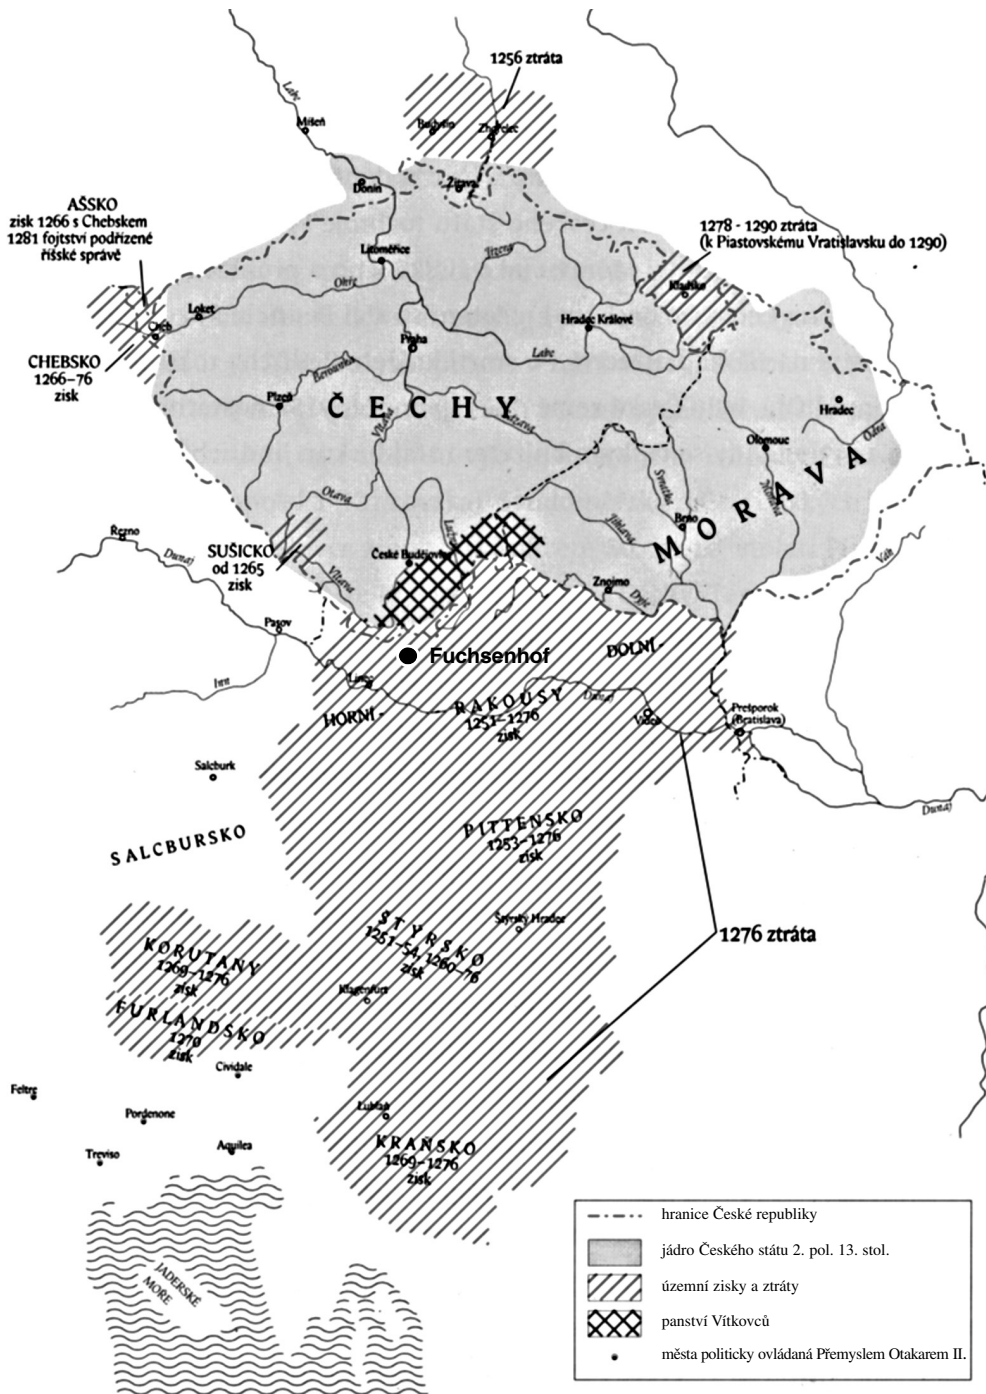 1256 ztráta
Labe
Míšeň
Budyšín
Zhořelec
Donín
Žitava
AŠSKO
zisk 1266 s Chebskem
1281 fojtství podřízené
říšské správě
1278 - 1290 ztráta
(k Piastovskému Vratislavsku do 1290)
Litoměřice
Jizera
Ohře
Kladsko
Loket
Cheb
Hradec Králové
Praha
Labe
CHEBSKO
1266–76
zisk
Berounka
Plzeň
ČECHY
Sázava
Vltava
Hradec
Odra
Olomouc
Morava
MORAVA
Svratka
Brno
Jihlava
Otava
Lužnice
Řezno
Dunaj
SUŠICKO
od 1265
zisk
České Budějovice
Vltava
Znojmo
Dyje
Váh
Pasov
Inn
Fuchsenhof
DOLNÍ -
Linec
HORNÍ -
RAKOUSY
1251–1276
zisk
Dunaj
Vídeň
Prešporok
(Bratislava)
Dunaj
Salcburk
SALCBURSKO
PITTENSKO
1253–1276
zisk
ŠTÝRSKO
1251–54, 1260–76
zisk
Štýrský Hradec
1276 ztráta
KORUTANY
1269–1276
zisk
Klagenfurt
FURLANDSKO
1270
zisk
Cividale
Feltre
Pordenone
Treviso
Aquilea
Lublaň
KRAŇSKO
1269–1276
zisk
JADERSKÉ
MOŘE
hranice České republiky
jádro Českého státu 2. pol. 13. stol.
územní zisky a ztráty
panství Vítkovců
města politicky ovládaná Přemyslem Otakarem II.